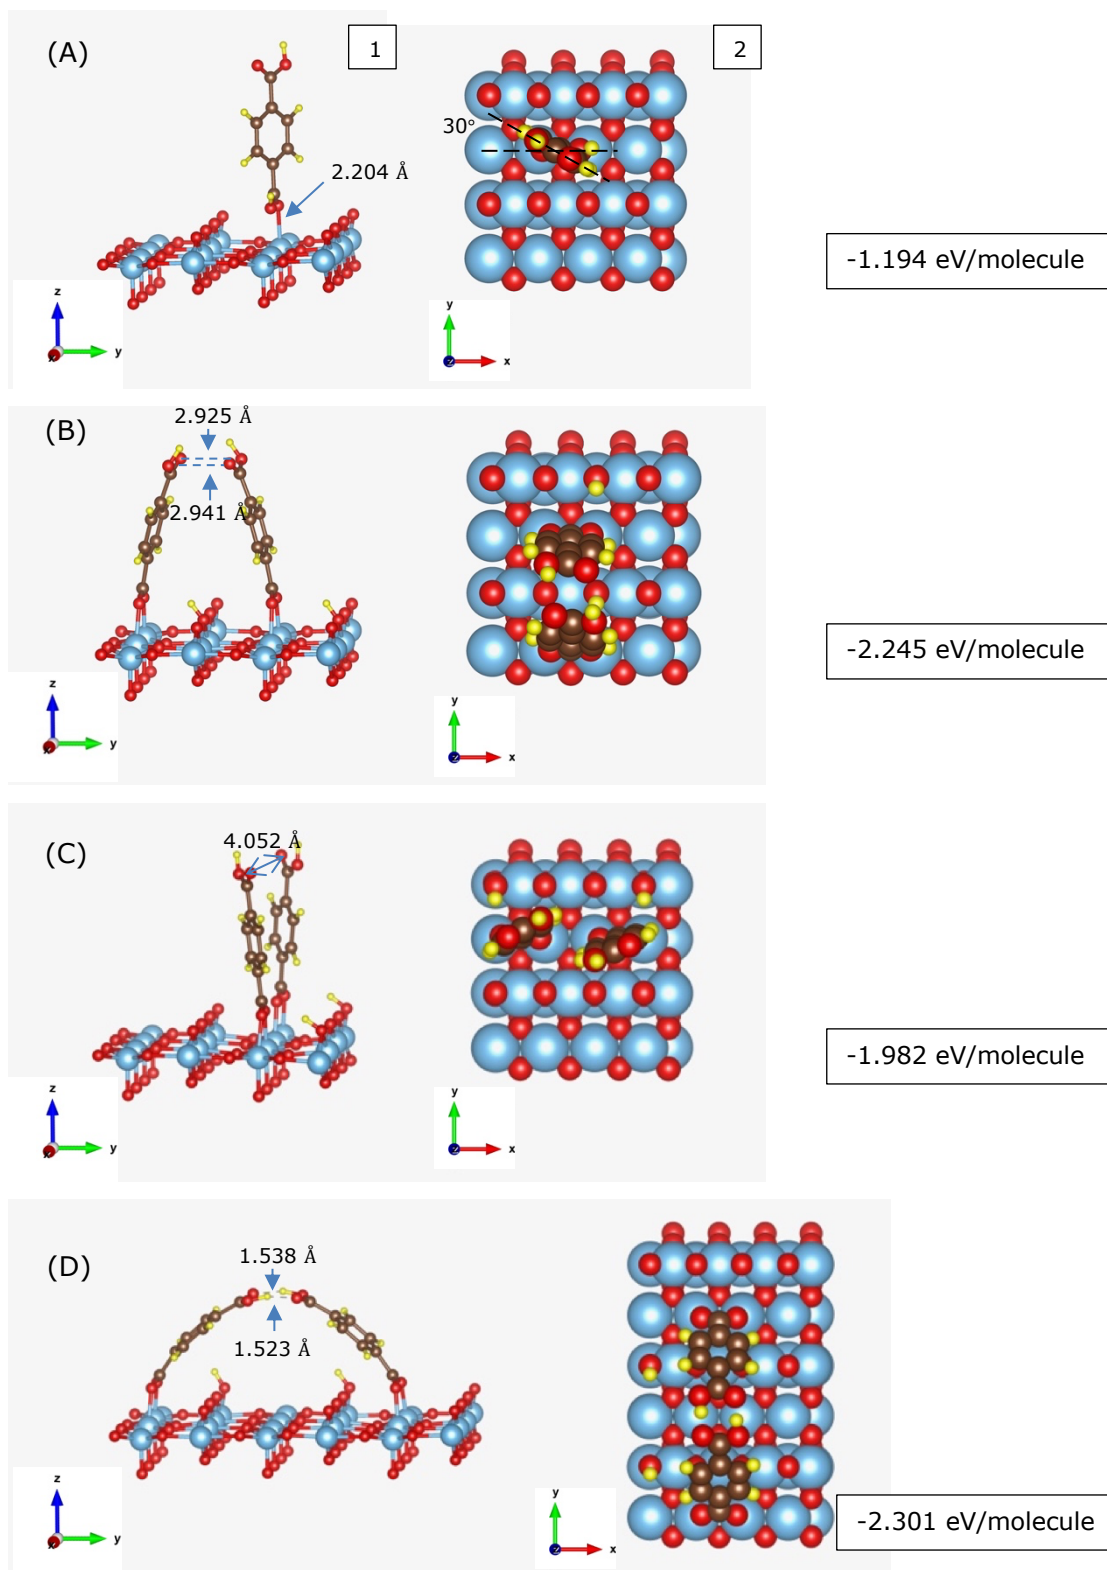 (A)
1
2
30°
2.204 Å
-1.194 eV/molecule
z
y
x
y
z
x
(B)
2.925 Å
2.941 Å
-2.245 eV/molecule
z
y
x
y
z
x
(C)
4.052 Å
-1.982 eV/molecule
z
y
x
y
z
x
(D)
1.538 Å
1.523 Å
-2.301 eV/molecule
z
y
x
y
z
x